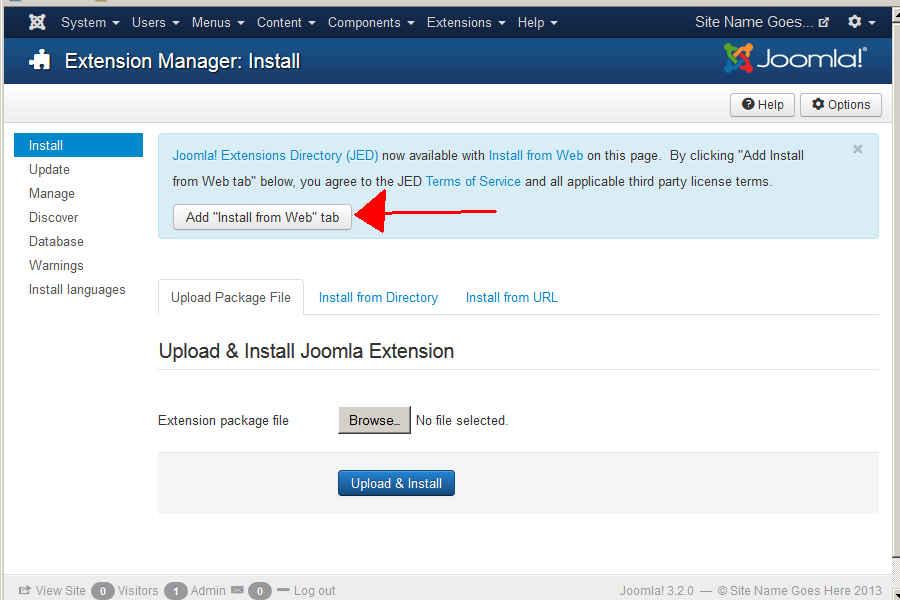 System Users Menus Content Components Extensions Help Site Name Goes...
Extension Manager: Install Joomla!®
Help Options
Install
Update
Manage
Discover
Database
Warnings
Install languages
Joomla! Extensions Directory (JED) now available with Install from Web on this page. By clicking "Add Install
from Web tab" below, you agree to the JED Terms of Service and all applicable third party license terms.
Add "Install from Web" tab
Upload Package File Install from Directory Install from URL
Upload & Install Joomla Extension
Extension package file Browse... No file selected.
Upload & Install
View Site 0 Visitors 1 Admin 0 Log out Joomla! 3.2.0 — © Site Name Goes Here 2013